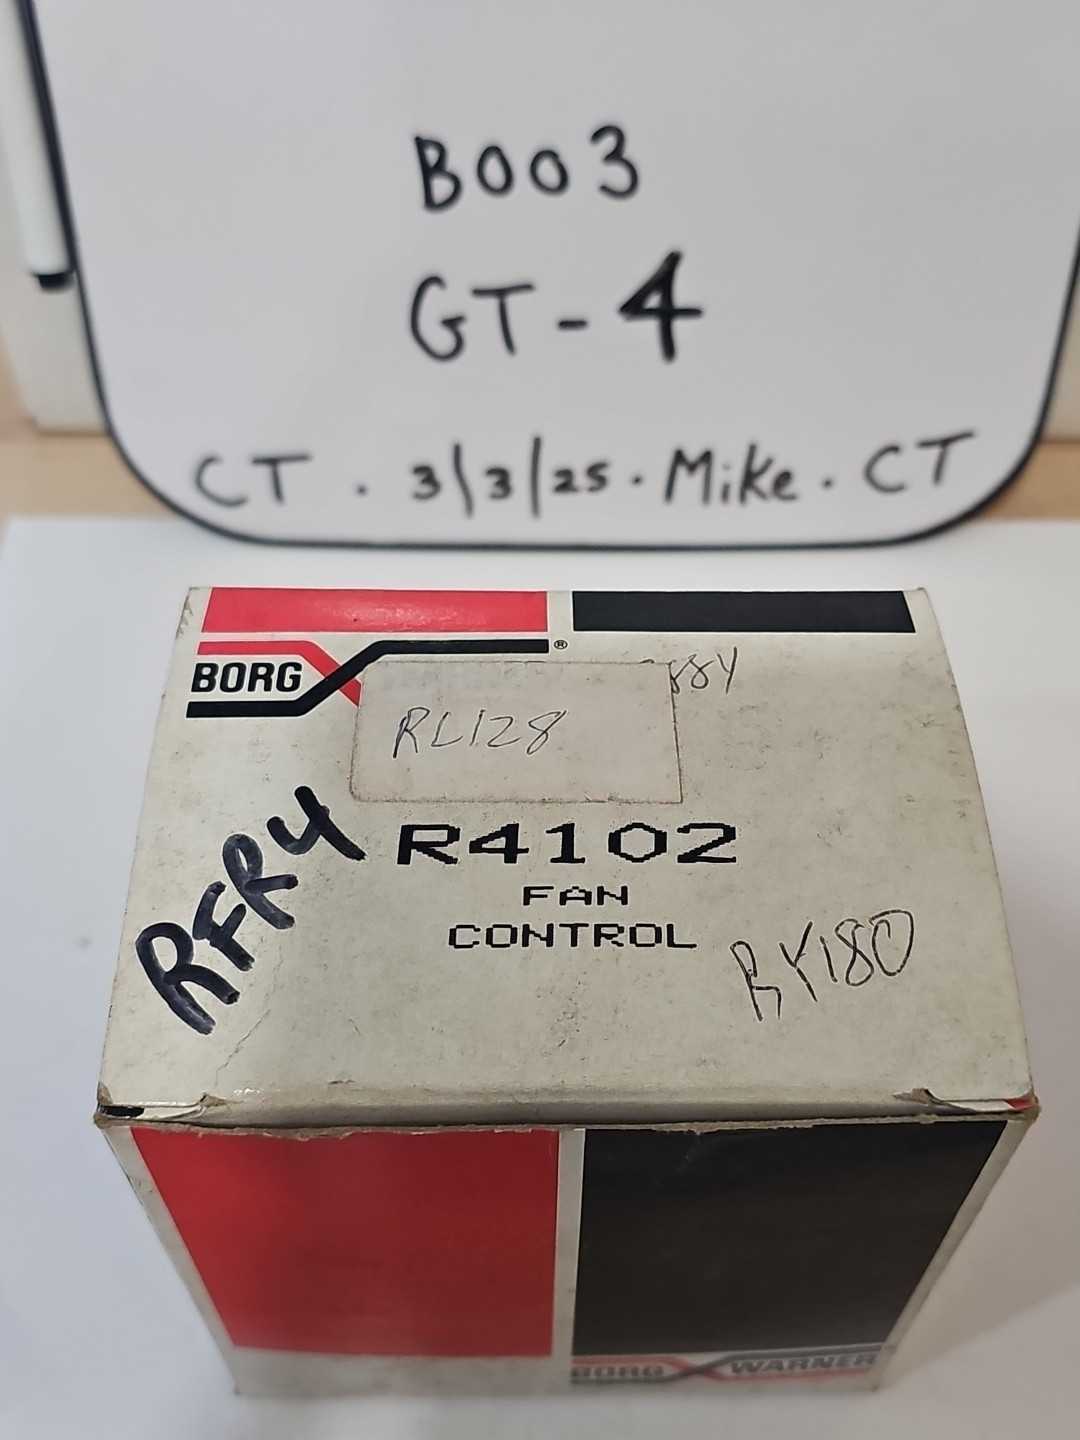 B003
GT-4
CT . 3/3/25 . Mike . CT
BORG
®
RL128
RFR4
R4102
FAN
CONTROL
RY180
BORG WARNER